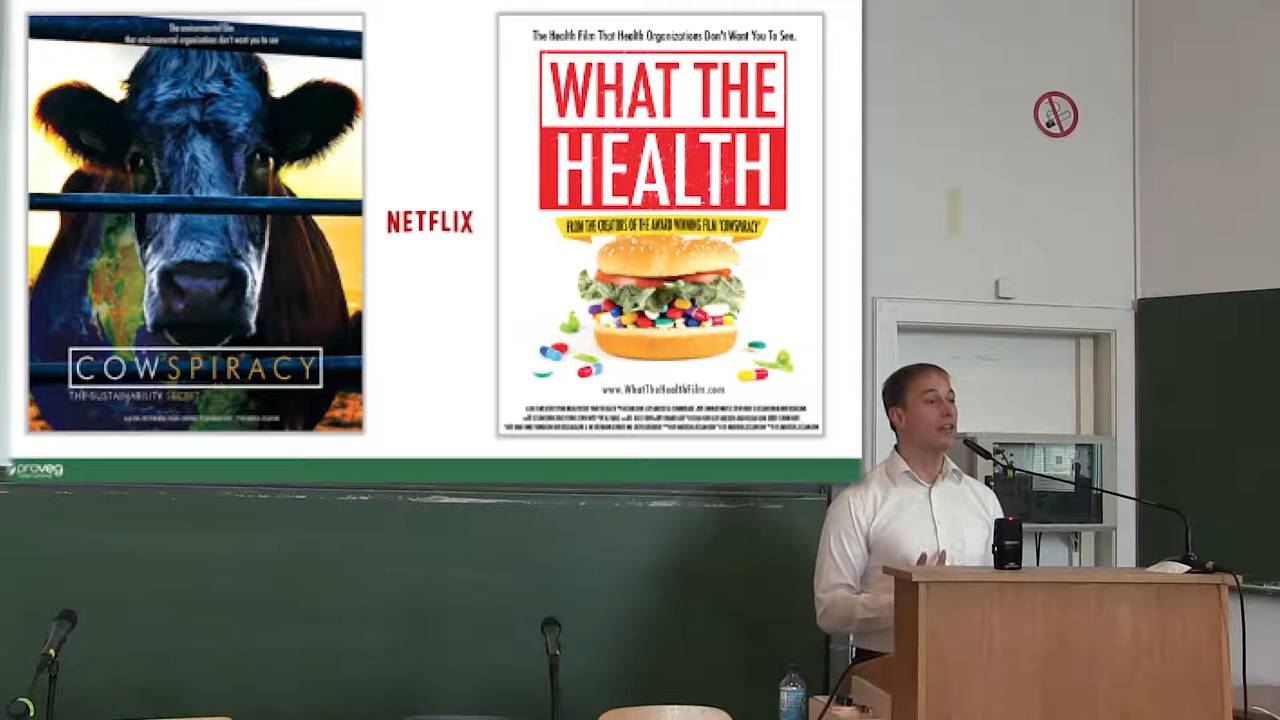 The environmental film
that environmental organizations don't want you to see
COWSPIRACY
THE SUSTAINABILITY SECRET
NETFLIX
The Health Film That Health Organizations Don't Want You To See.
WHAT THE
HEALTH
FROM THE CREATORS OF THE AWARD WINNING FILM 'COWSPIRACY'
www.WhatTheHealthFilm.com
proveg